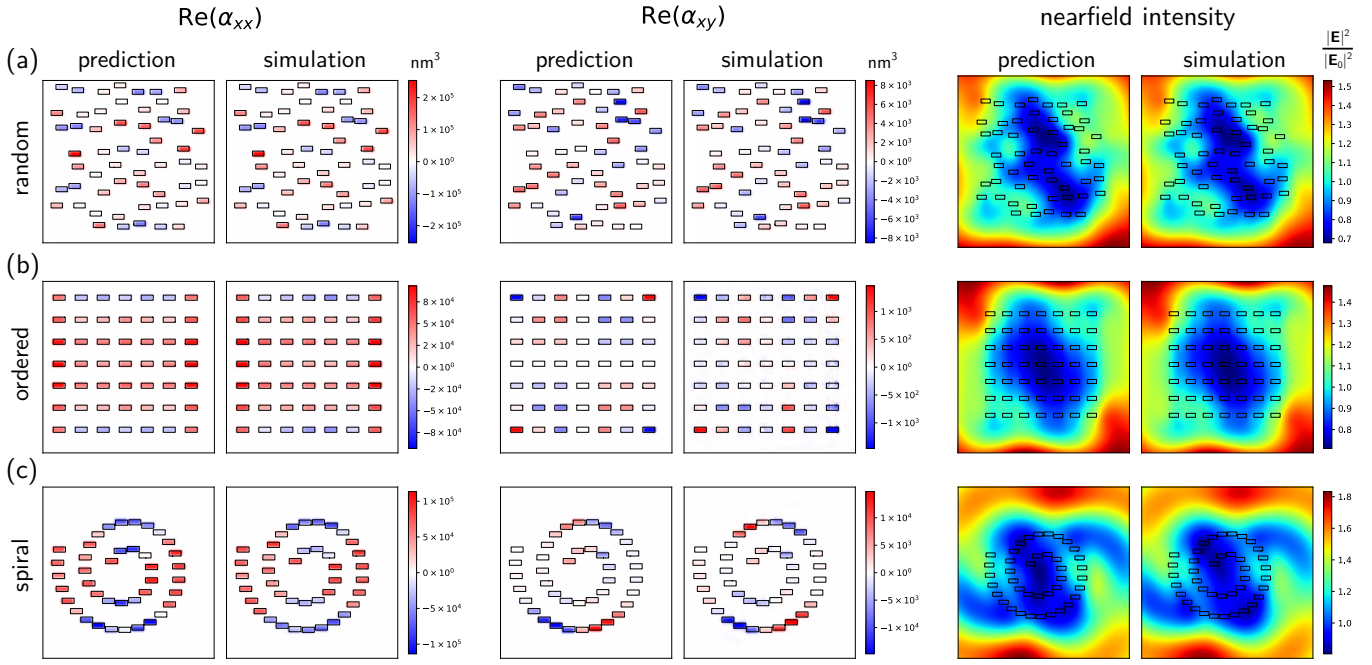 Re(αxx) Re(αxy) nearfield intensity
(a) prediction simulation nm³ prediction simulation nm³ prediction simulation |E|²/|E₀|²
random
2 × 10⁵
1 × 10⁵
0 × 10⁰
−1 × 10⁵
−2 × 10⁵
8 × 10³
6 × 10³
4 × 10³
2 × 10³
0 × 10⁰
−2 × 10³
−4 × 10³
−6 × 10³
−8 × 10³
1.5
1.4
1.3
1.2
1.1
1.0
0.9
0.8
0.7
(b)
ordered
8 × 10⁴
5 × 10⁴
2 × 10⁴
0 × 10⁰
−2 × 10⁴
−5 × 10⁴
−8 × 10⁴
1 × 10³
0 × 10⁰
−1 × 10³
1.4
1.3
1.2
1.1
1.0
0.9
0.8
(c)
spiral
1 × 10⁵
5 × 10⁴
0 × 10⁰
−5 × 10⁴
−1 × 10⁵
1 × 10⁴
5 × 10³
0 × 10⁰
−5 × 10³
−1 × 10⁴
1.8
1.6
1.4
1.2
1.0